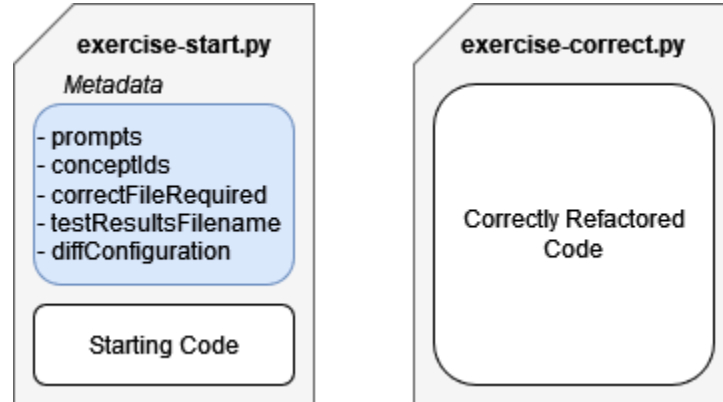 exercise-start.py
Metadata
- prompts
- conceptIds
- correctFileRequired
- testResultsFilename
- diffConfiguration
Starting Code
exercise-correct.py
Correctly Refactored
Code